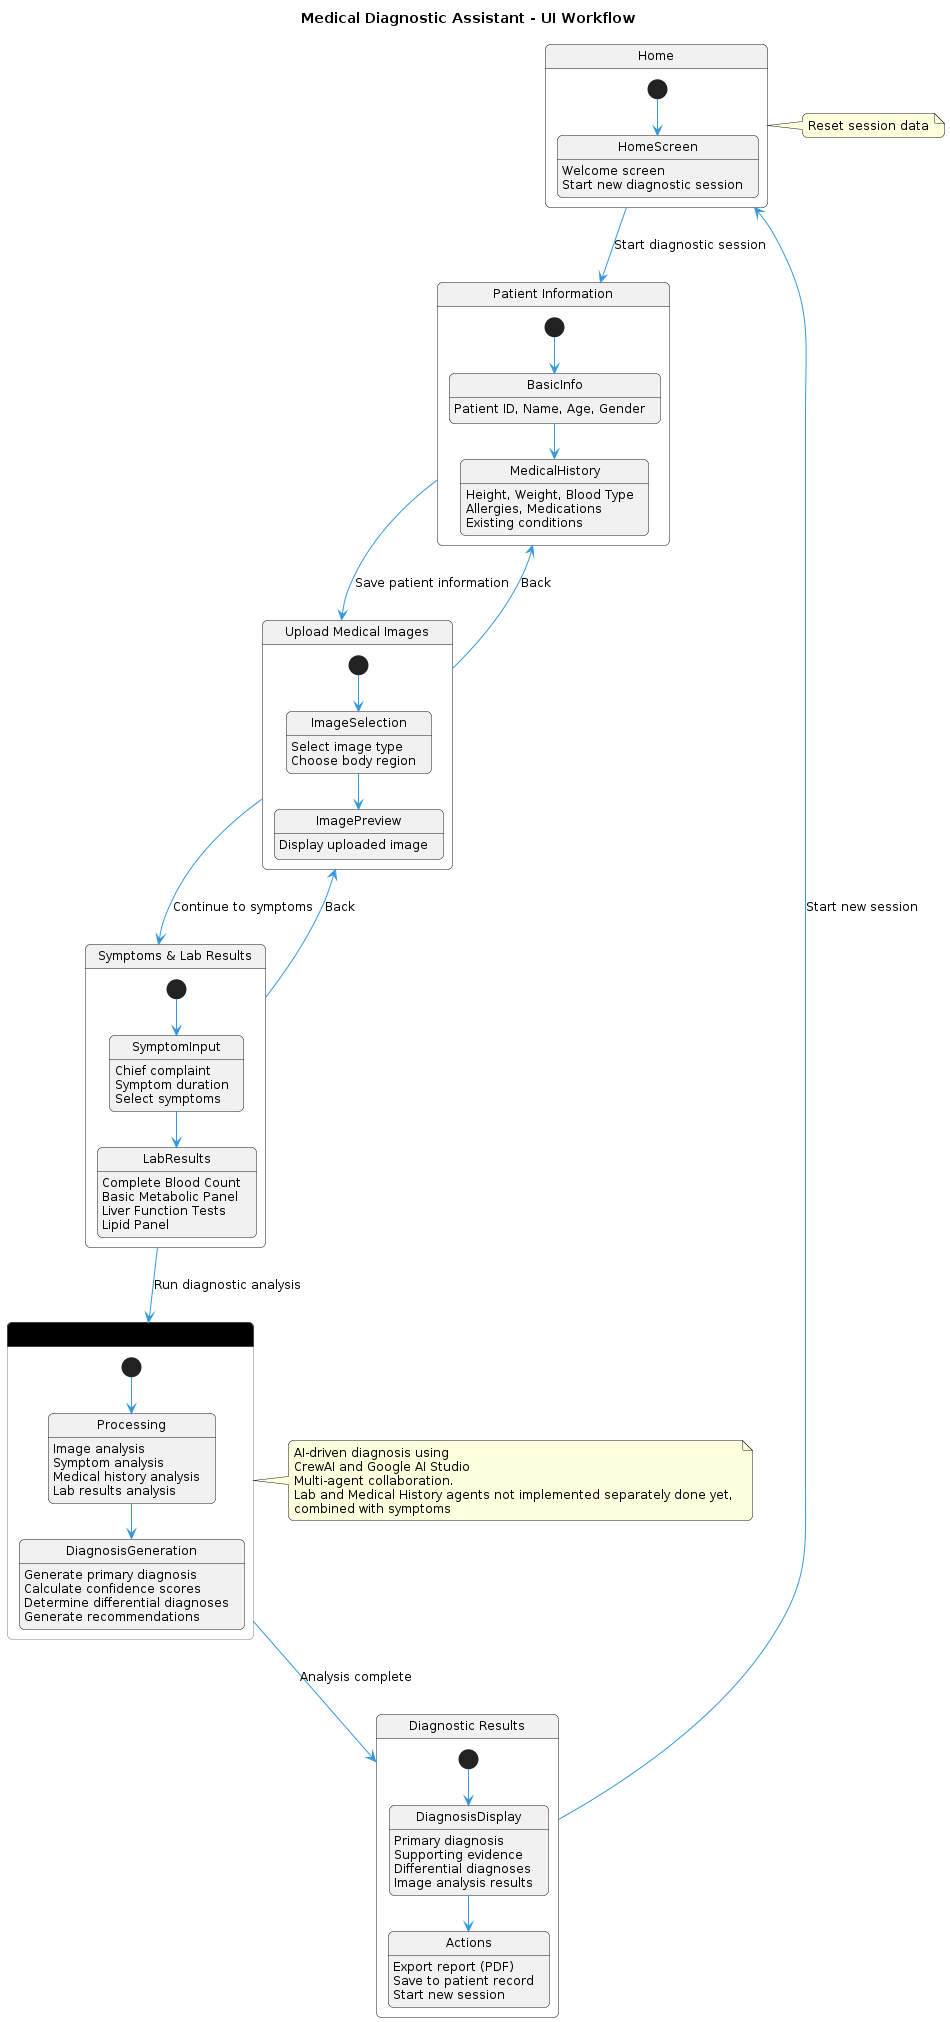 Medical Diagnostic Assistant - UI Workflow
Home
HomeScreen
Welcome screen
Start new diagnostic session
Reset session data
Start diagnostic session
Patient Information
BasicInfo
Patient ID, Name, Age, Gender
MedicalHistory
Height, Weight, Blood Type
Allergies, Medications
Existing conditions
Save patient information
Back
Upload Medical Images
ImageSelection
Select image type
Choose body region
ImagePreview
Display uploaded image
Continue to symptoms
Back
Start new session
Symptoms & Lab Results
SymptomInput
Chief complaint
Symptom duration
Select symptoms
LabResults
Complete Blood Count
Basic Metabolic Panel
Liver Function Tests
Lipid Panel
Run diagnostic analysis
Processing
Image analysis
Symptom analysis
Medical history analysis
Lab results analysis
DiagnosisGeneration
Generate primary diagnosis
Calculate confidence scores
Determine differential diagnoses
Generate recommendations
AI-driven diagnosis using
CrewAI and Google AI Studio
Multi-agent collaboration.
Lab and Medical History agents not implemented separately done yet,
combined with symptoms
Analysis complete
Diagnostic Results
DiagnosisDisplay
Primary diagnosis
Supporting evidence
Differential diagnoses
Image analysis results
Actions
Export report (PDF)
Save to patient record
Start new session